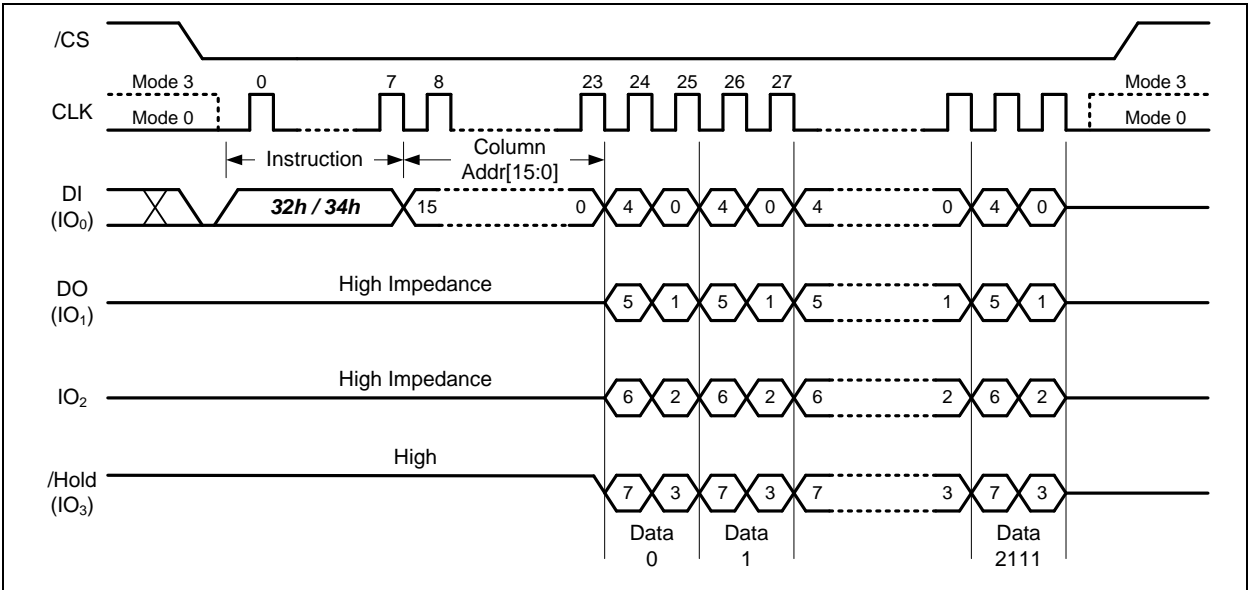 /CS
Mode 3 0 7 8 23 24 25 26 27 Mode 3
CLK
Mode 0 Mode 0
Instruction Column
Addr[15:0]
DI
(IO0) 32h / 34h 15 0 4 0 4 0 4 0 4 0
DO High Impedance
(IO1) 5 1 5 1 5 1 5 1
High Impedance
IO2 6 2 6 2 6 2 6 2
High
/Hold
(IO3) 7 3 7 3 7 3 7 3
Data Data Data
0 1 2111